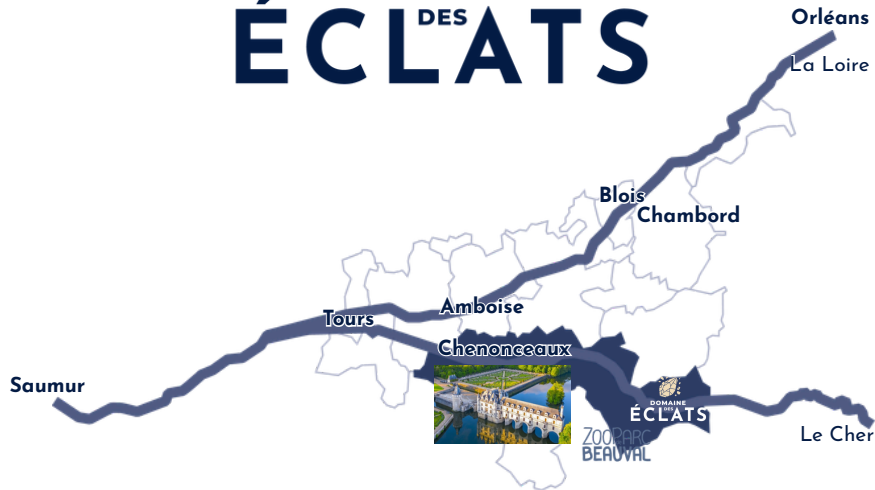 DES
ÉCLATS
Orléans
La Loire
Blois
Chambord
Amboise
Tours
Chenonceaux
Saumur
DOMAINE
DES
ÉCLATS
Le Cher
ZOOPARC
BEAUVAL